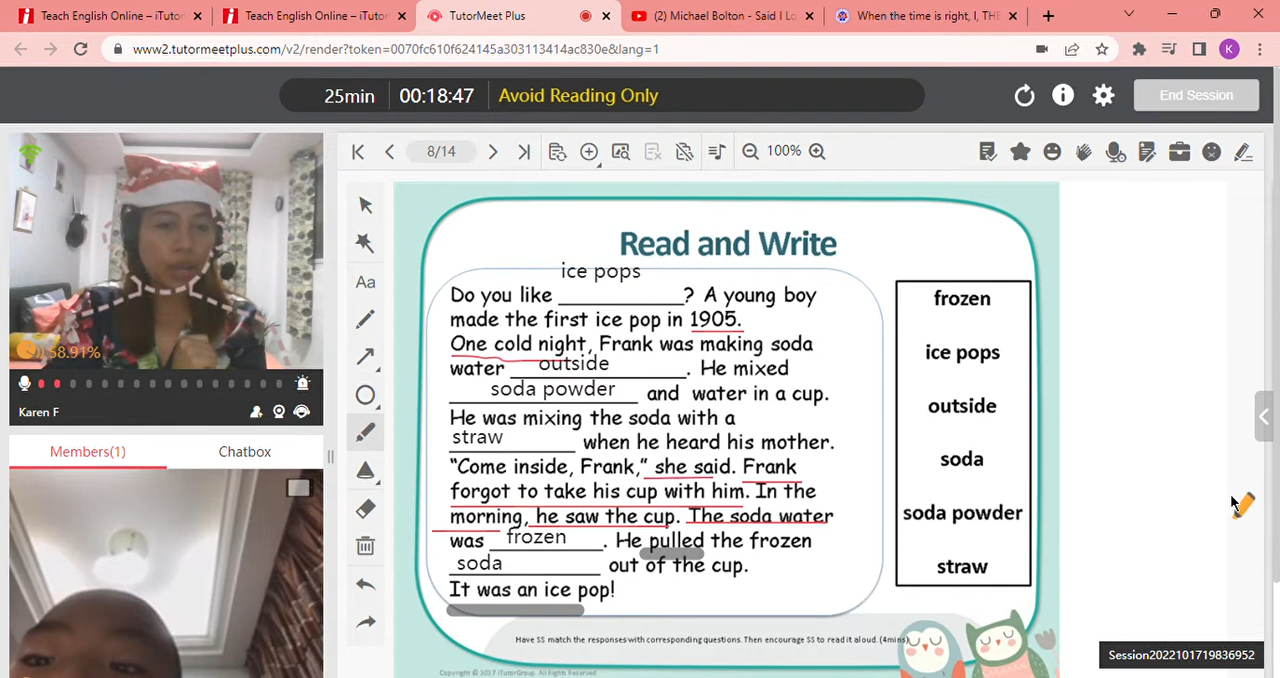 Teach English Online – iTutor
Teach English Online – iTutor
TutorMeet Plus
(2) Michael Bolton - Said I Lo
When the time is right, I, THE
www2.tutormeetplus.com/v2/render?token=0070fc610f624145a303113414ac830e&lang=1
K
25min 00:18:47 Avoid Reading Only
End Session
8/14
100%
58.91%
Karen F
Members(1) Chatbox
Aa
Read and Write
ice pops
Do you like ____________? A young boy
made the first ice pop in 1905.
One cold night, Frank was making soda
water outside. He mixed
soda powder and water in a cup.
He was mixing the soda with a
straw when he heard his mother.
“Come inside, Frank,” she said. Frank
forgot to take his cup with him. In the
morning, he saw the cup. The soda water
was frozen. He pulled the frozen
soda out of the cup.
It was an ice pop!
frozen
ice pops
outside
soda
soda powder
straw
Have SS match the responses with corresponding questions. Then encourage SS to read it aloud. (4mins)
Copyright © 2017 iTutorGroup. All Rights Reserved.
Session2022101719836952